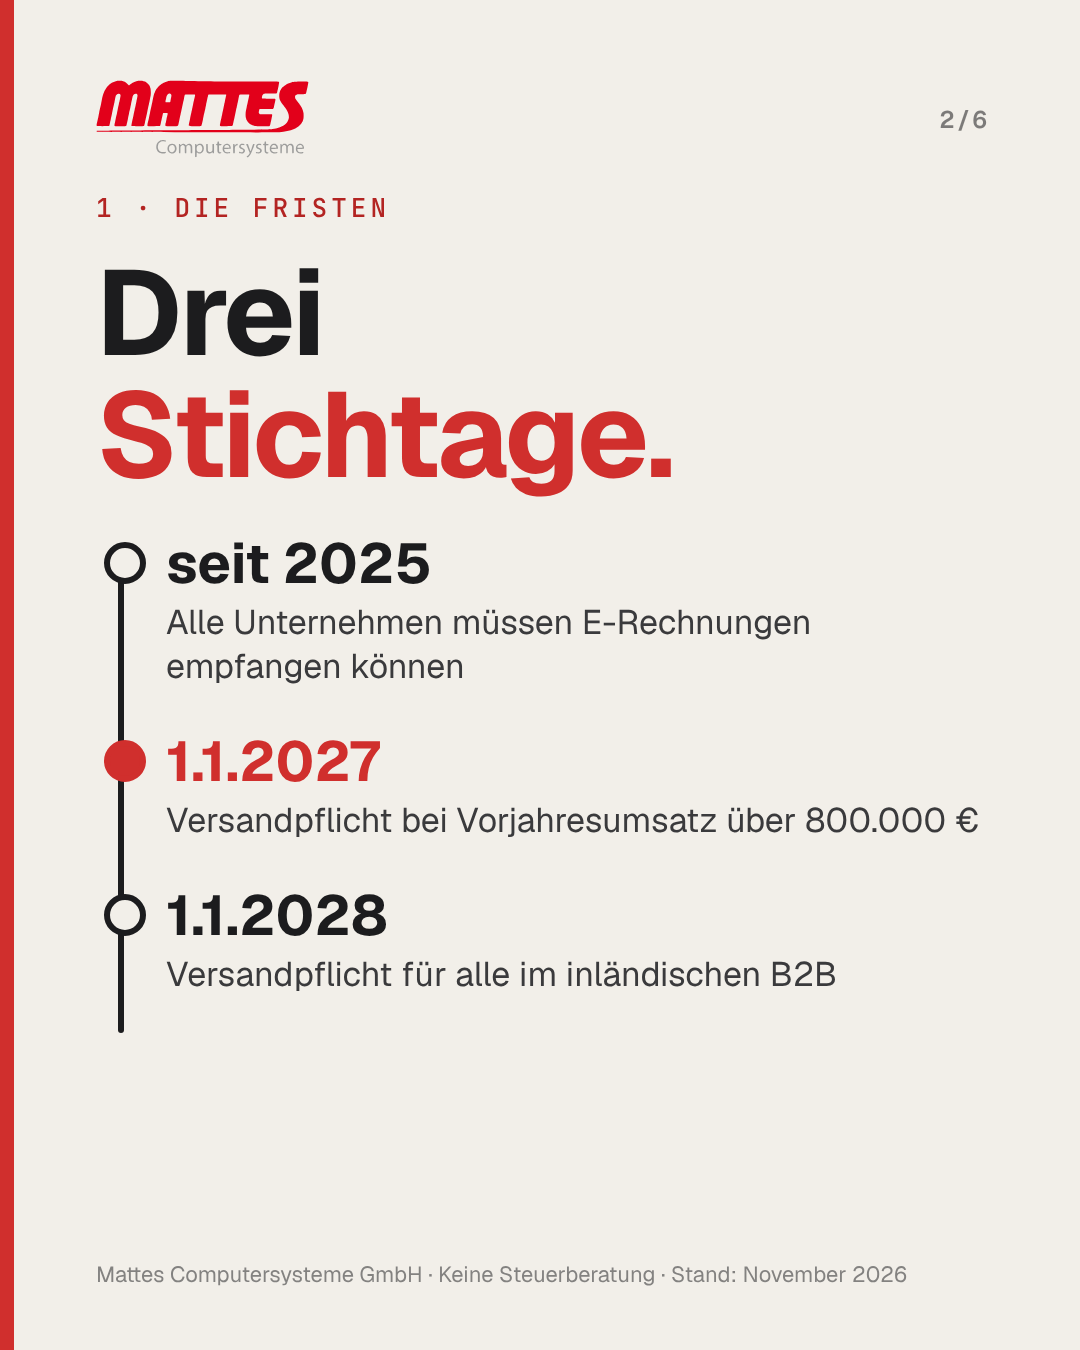 MATTES
Computersysteme
2/6
1 · DIE FRISTEN
Drei
Stichtage.
seit 2025
Alle Unternehmen müssen E-Rechnungen
empfangen können
1.1.2027
Versandpflicht bei Vorjahresumsatz über 800.000 €
1.1.2028
Versandpflicht für alle im inländischen B2B
Mattes Computersysteme GmbH · Keine Steuerberatung · Stand: November 2026